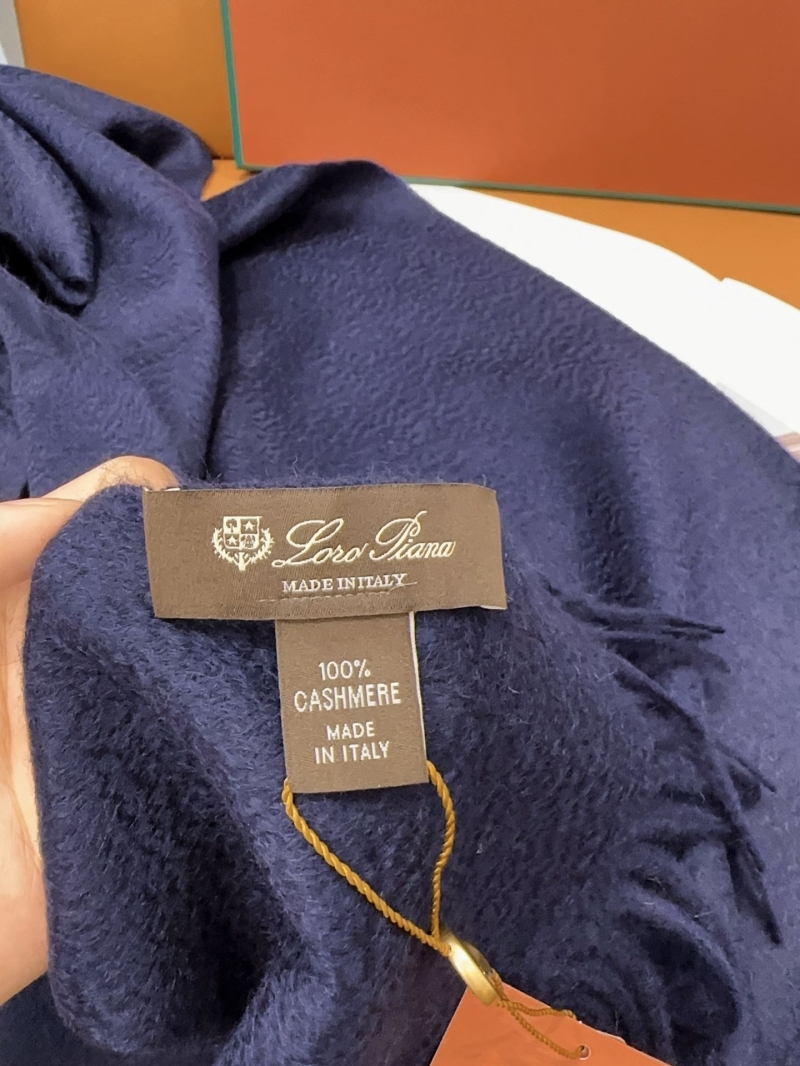 Loro Piana
MADE IN ITALY
100%
CASHMERE
MADE
IN ITALY